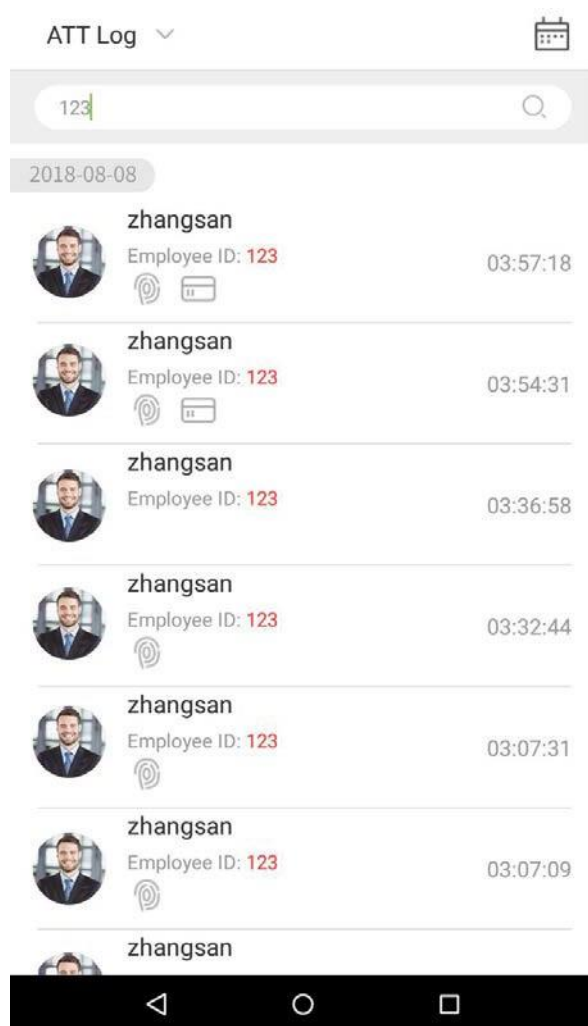 ATT Log
123
2018-08-08
zhangsan
Employee ID: 123
03:57:18
zhangsan
Employee ID: 123
03:54:31
zhangsan
Employee ID: 123
03:36:58
zhangsan
Employee ID: 123
03:32:44
zhangsan
Employee ID: 123
03:07:31
zhangsan
Employee ID: 123
03:07:09
zhangsan